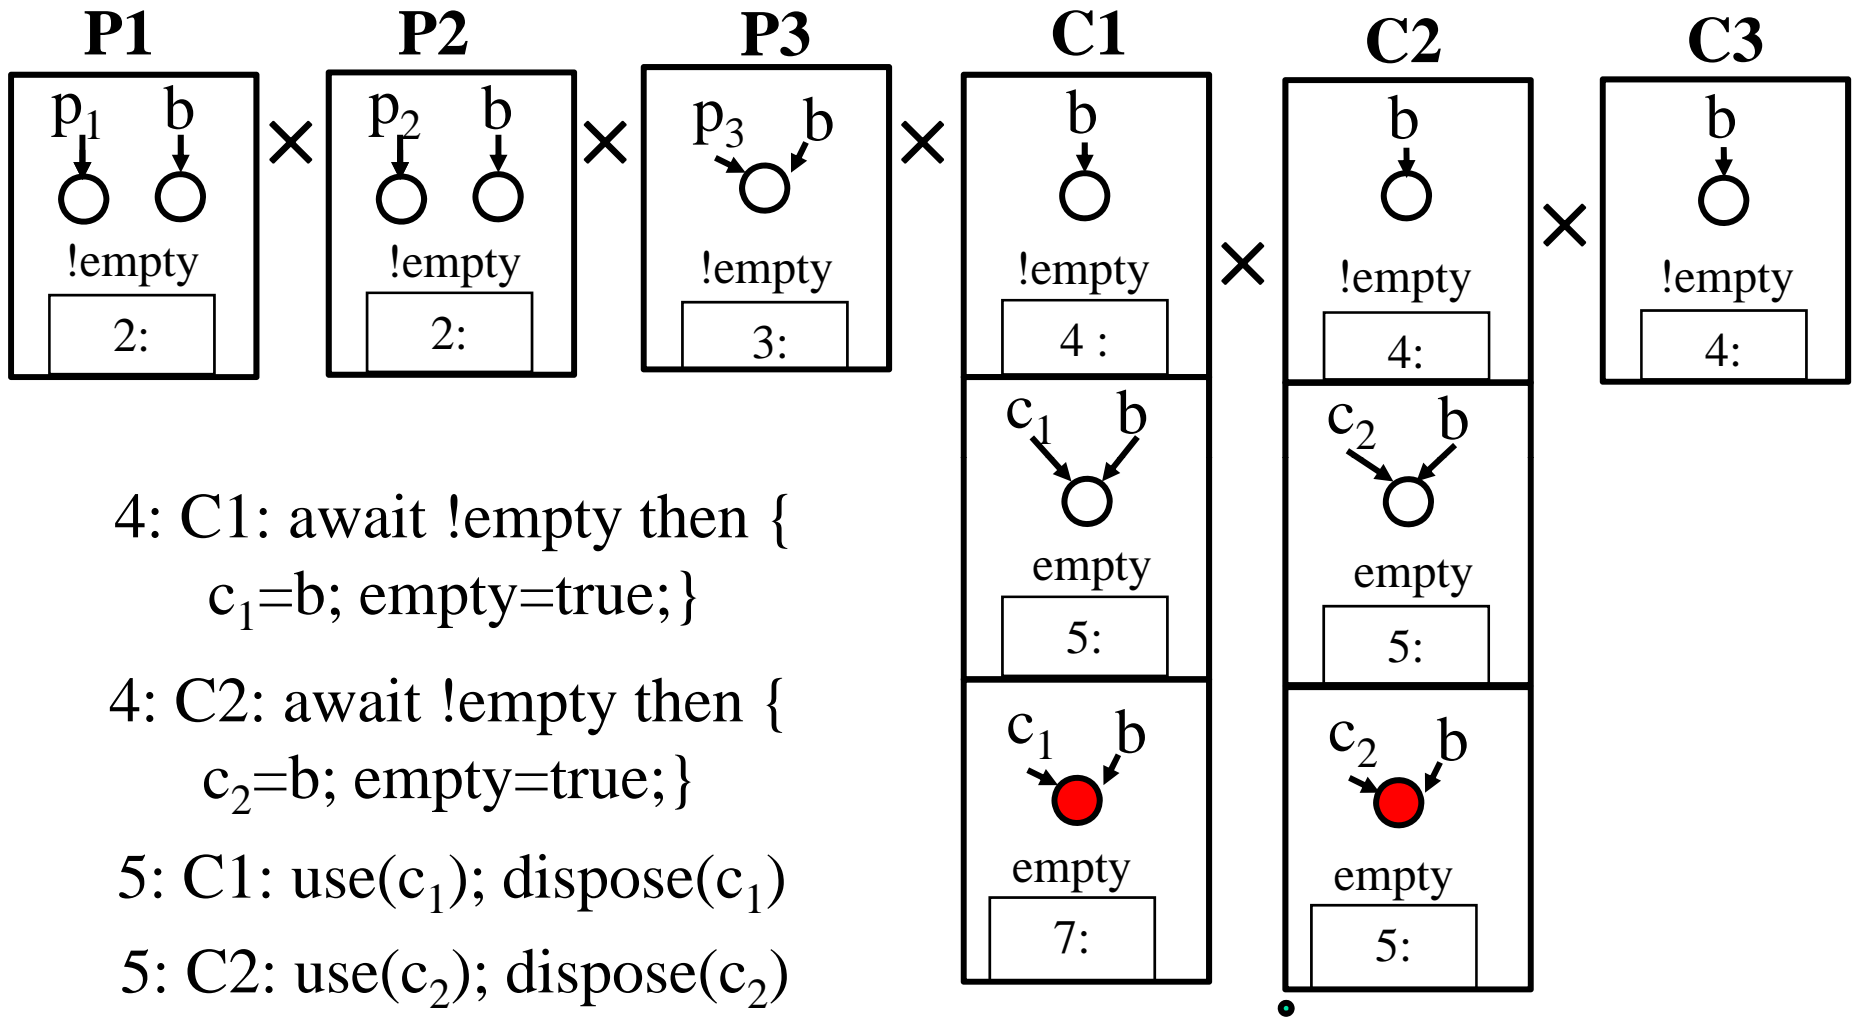 P1 P2 P3 C1 C2 C3
p₁ b × p₂ b × p₃ b × b b b
!empty !empty !empty !empty × !empty × !empty
2: 2: 3: 4 : 4: 4:
c₁ b c₂ b
4: C1: await !empty then {
empty empty
c₁=b; empty=true;}
5: 5:
4: C2: await !empty then {
c₁ b c₂ b
c₂=b; empty=true;}
empty empty
5: C1: use(c₁); dispose(c₁)
7: 5:
5: C2: use(c₂); dispose(c₂)